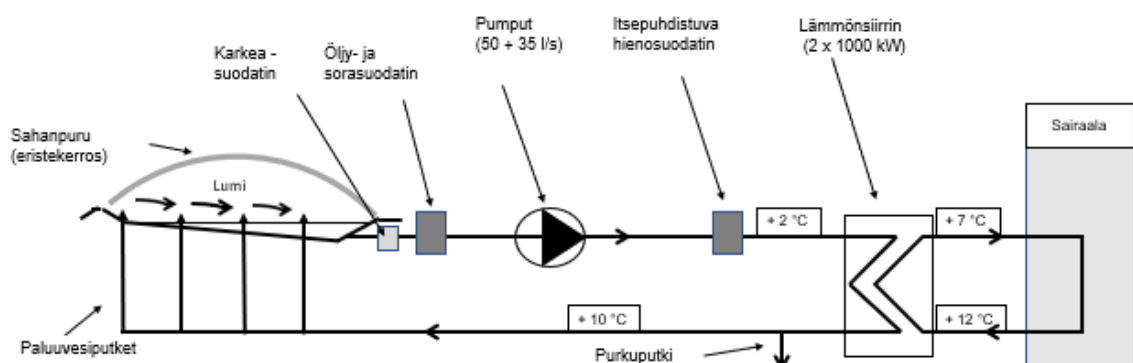 Pumput
(50 + 35 l/s)
Itsepuhdistuva
hienosuodatin
Lämmönsiirrin
(2 x 1000 kW)
Karkea -
suodatin
Öljy- ja
sorasuodatin
Sahanpuru
(eristekerros)
Lumi
Sairaala
+ 2 °C
+ 7 °C
+ 10 °C
+ 12 °C
Paluuvesiputket
Purkuputki